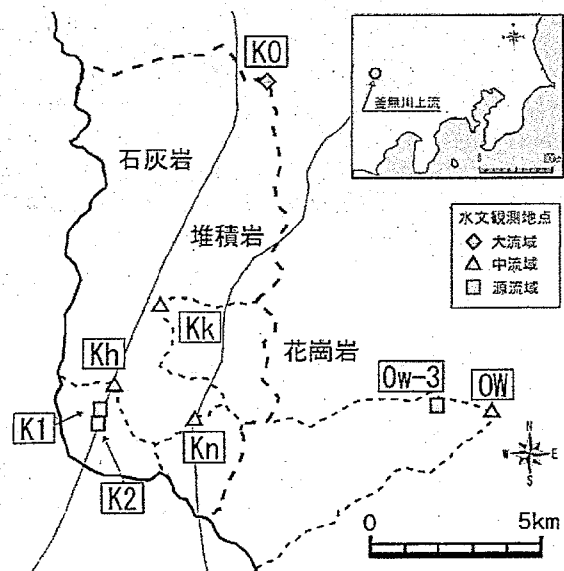 K0
釜無川上流
石灰岩
堆積岩
水文観測地点
大流域
中流域
源流域
Kk
花崗岩
Kh
Ow-3
OW
K1
Kn
K2
N
W
E
S
0
5km